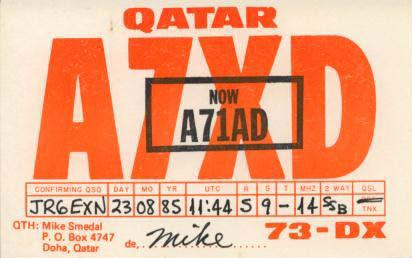 QATAR
A7XD
NOW
A71AD
CONFIRMING QSO DAY MO YR UTC R S T MHZ 2 WAY QSL
JR6EXN 23 08 85 11:44 5 9 - 14 SSB TNX
QTH: Mike Smedal
P. O. Box 4747
Doha, Qatar
de, Mike
73-DX